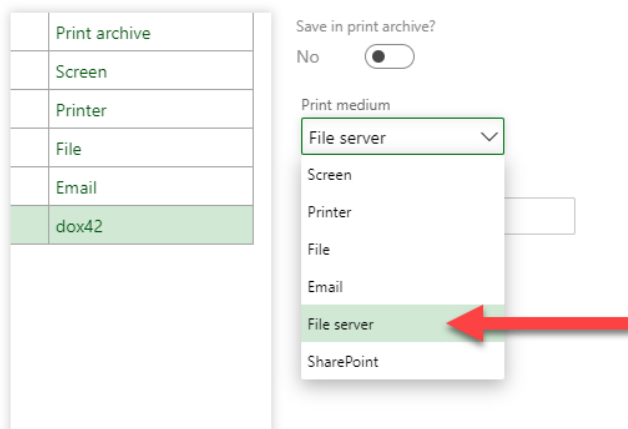 Print archive
Screen
Printer
File
Email
dox42
Save in print archive?
No
Print medium
File server
Screen
Printer
File
Email
File server
SharePoint